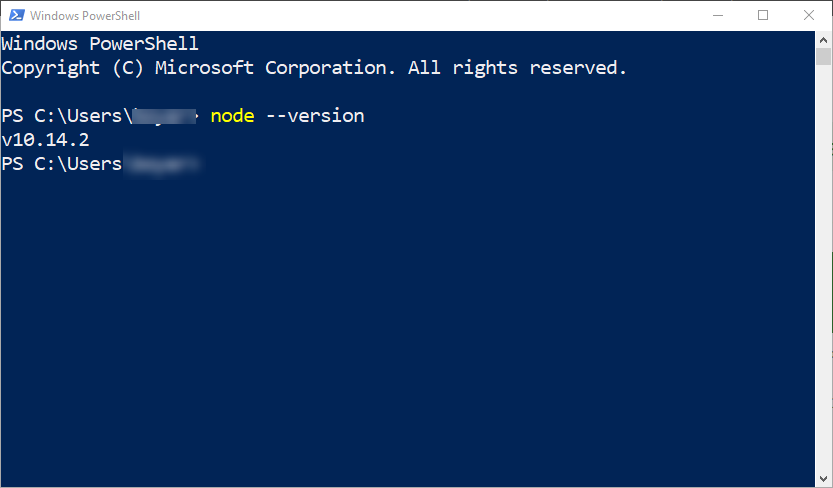 Windows PowerShell
Windows PowerShell
Copyright (C) Microsoft Corporation. All rights reserved.
PS C:\Users\ node --version
v10.14.2
PS C:\Users